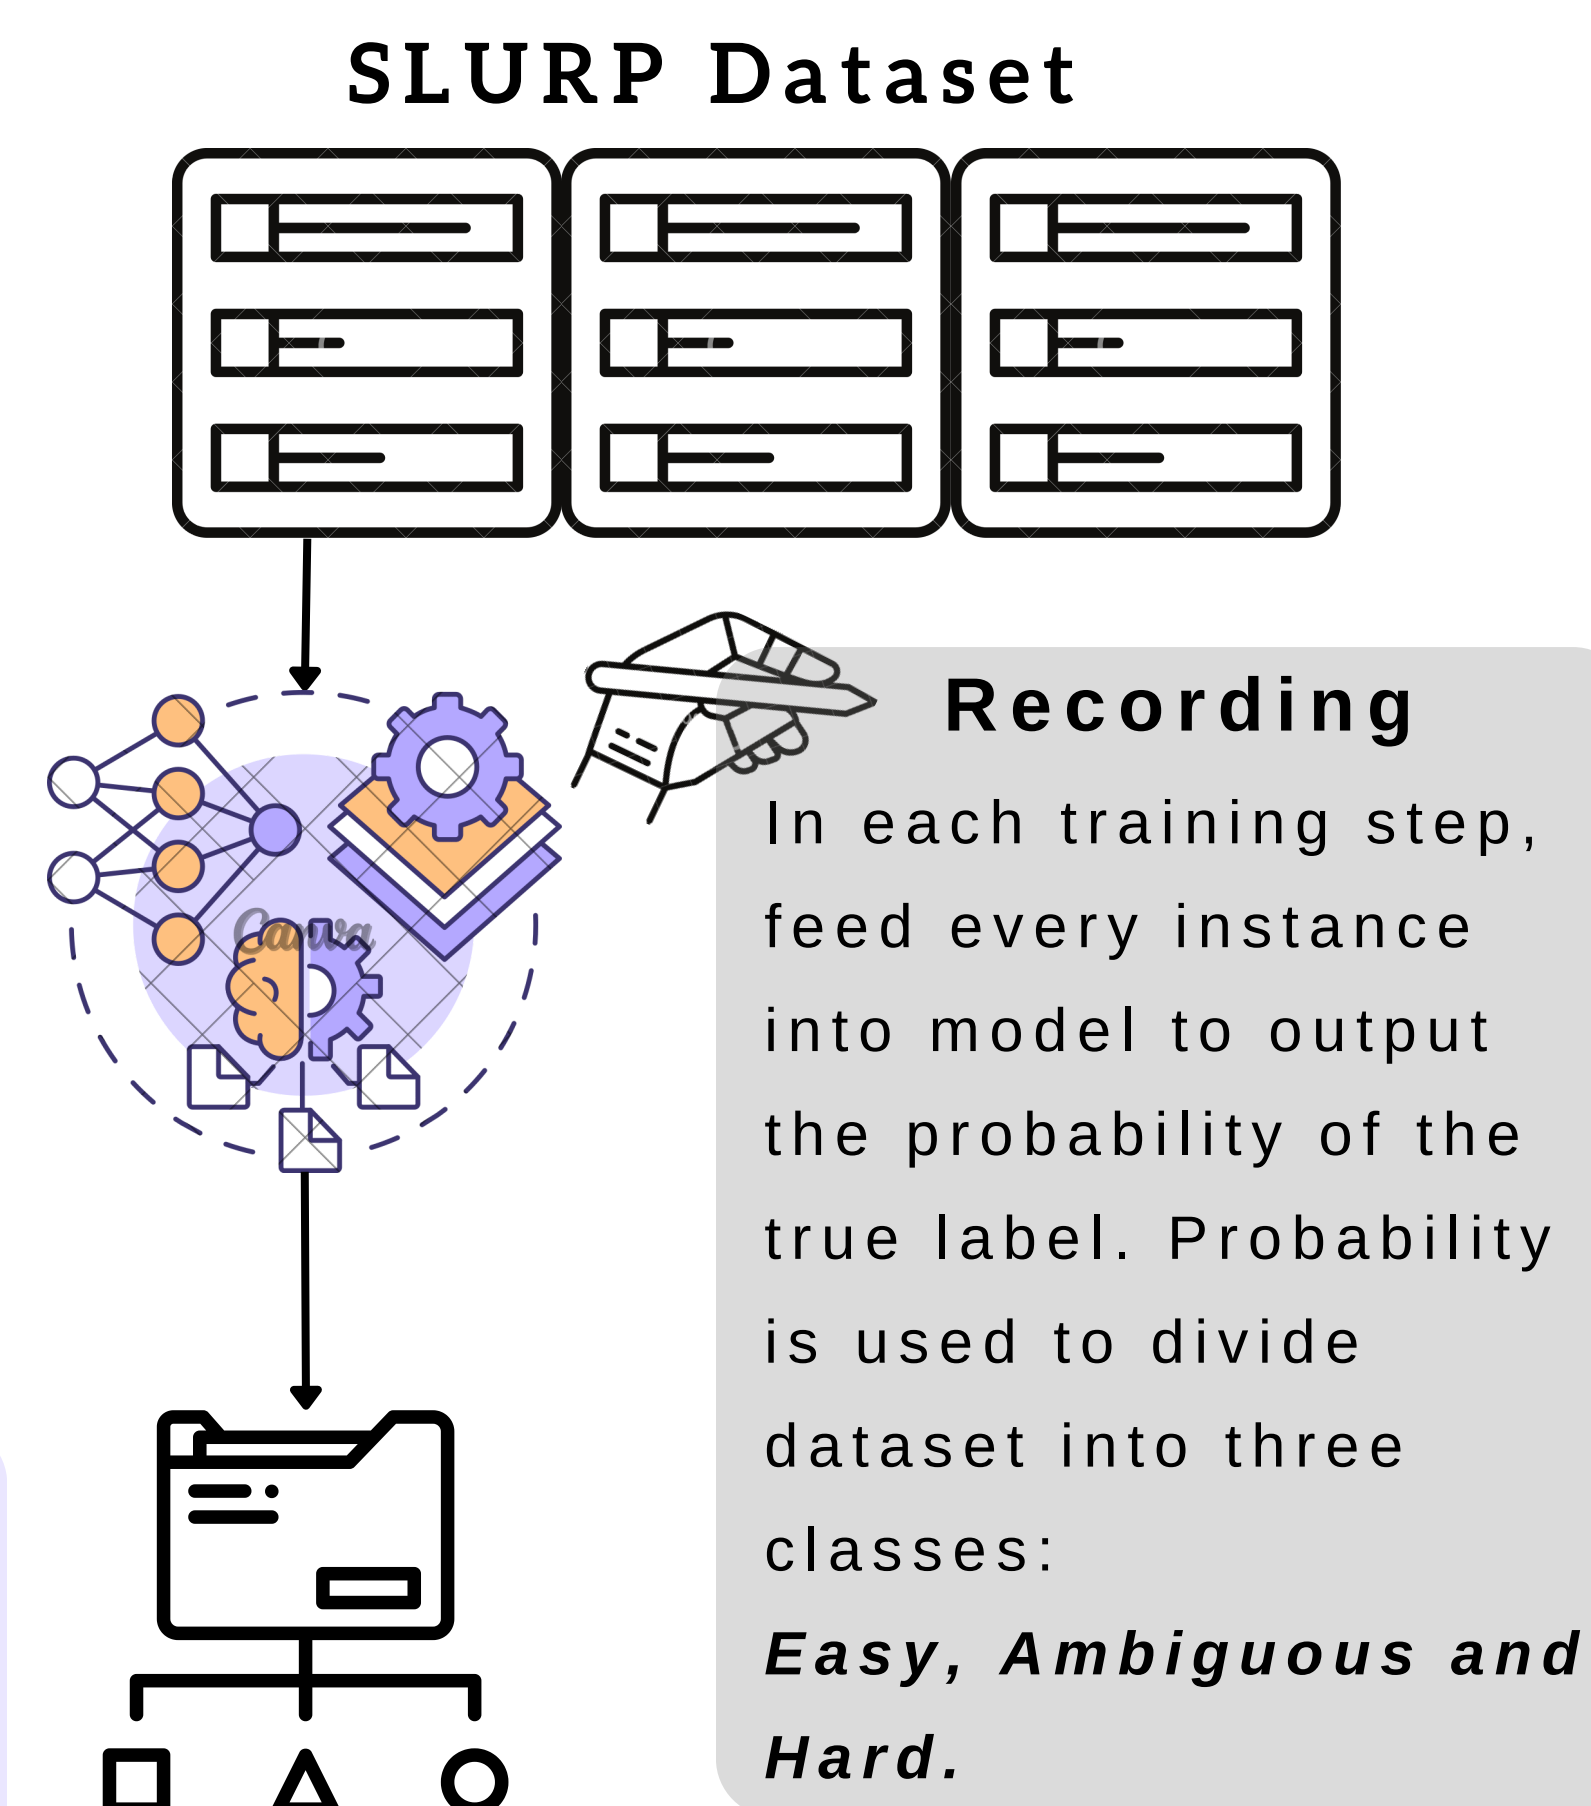 SLURP Dataset
Recording
In each training step,
feed every instance
into model to output
the probability of the
true label. Probability
is used to divide
dataset into three
classes:
Easy, Ambiguous and
Hard.
Canva